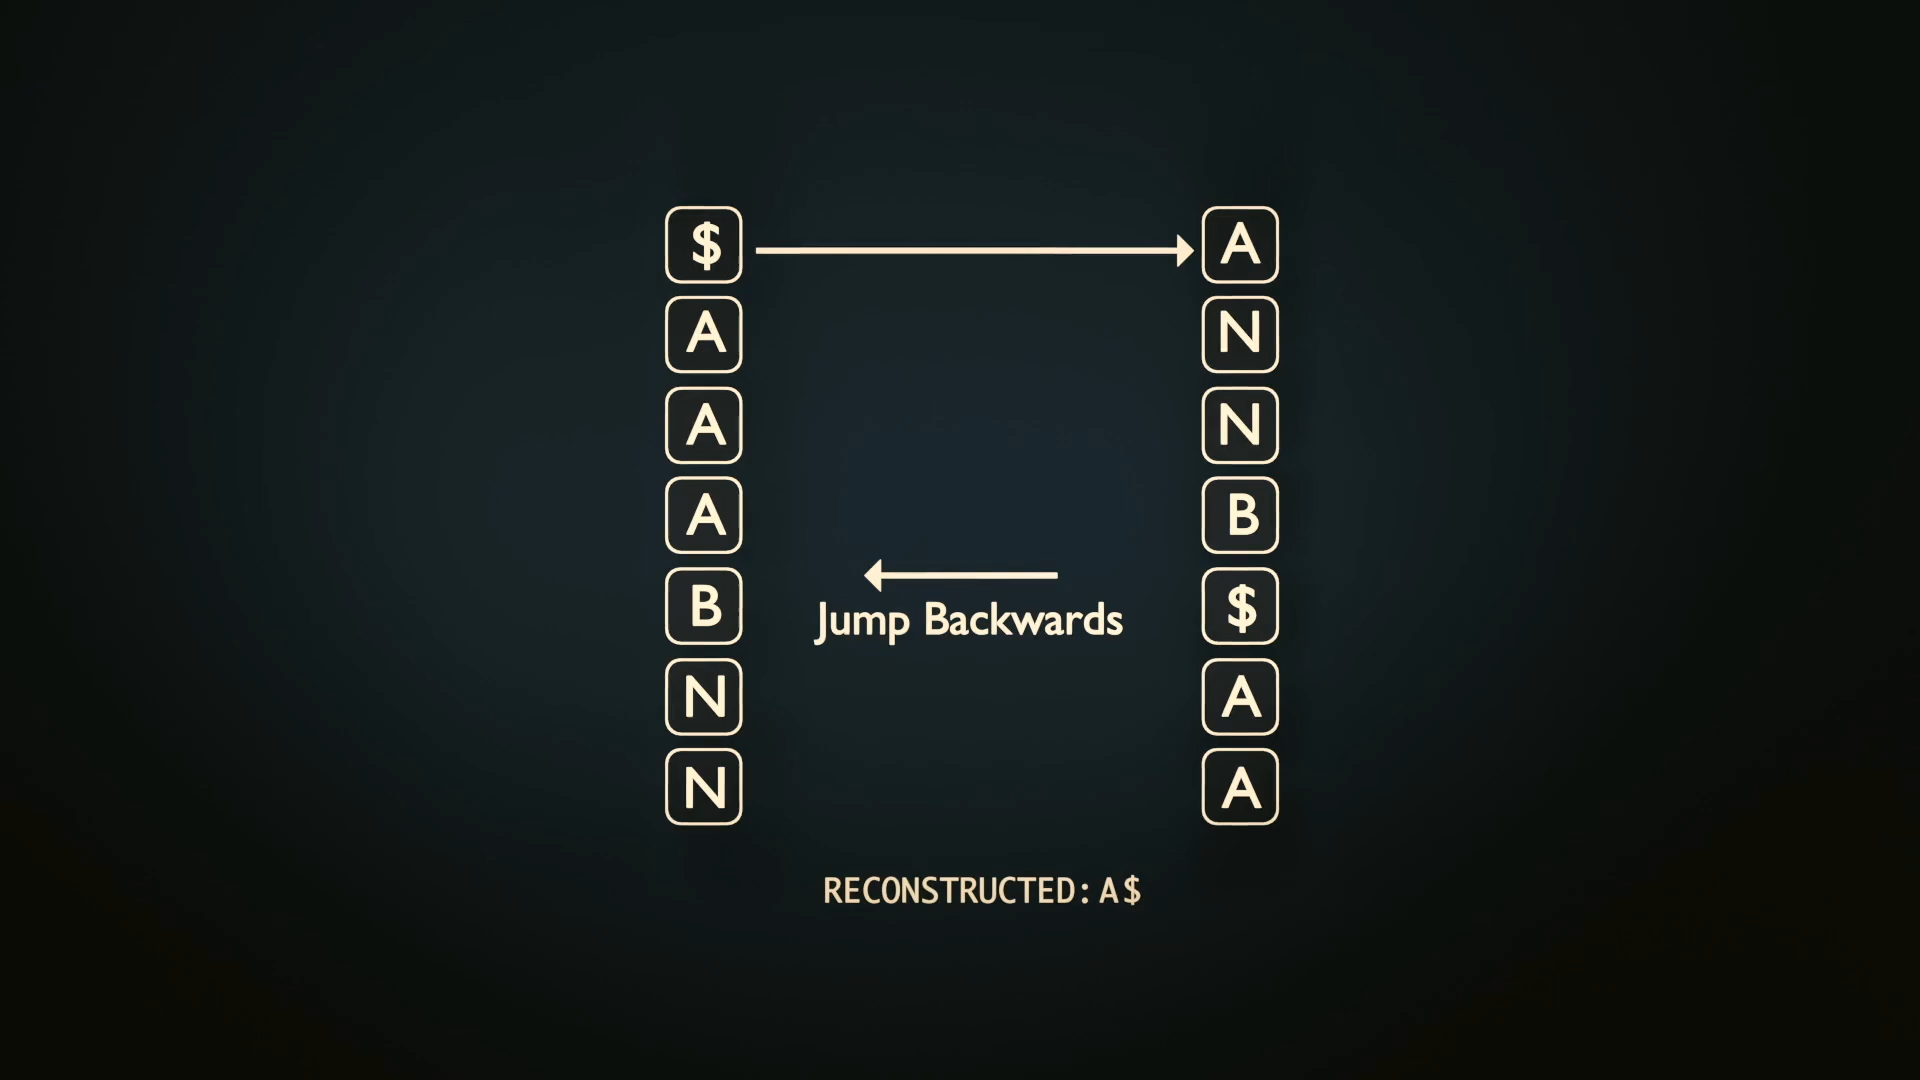 $ A
A N
A N
A B
B $
Jump Backwards
N A
N A
RECONSTRUCTED: A$